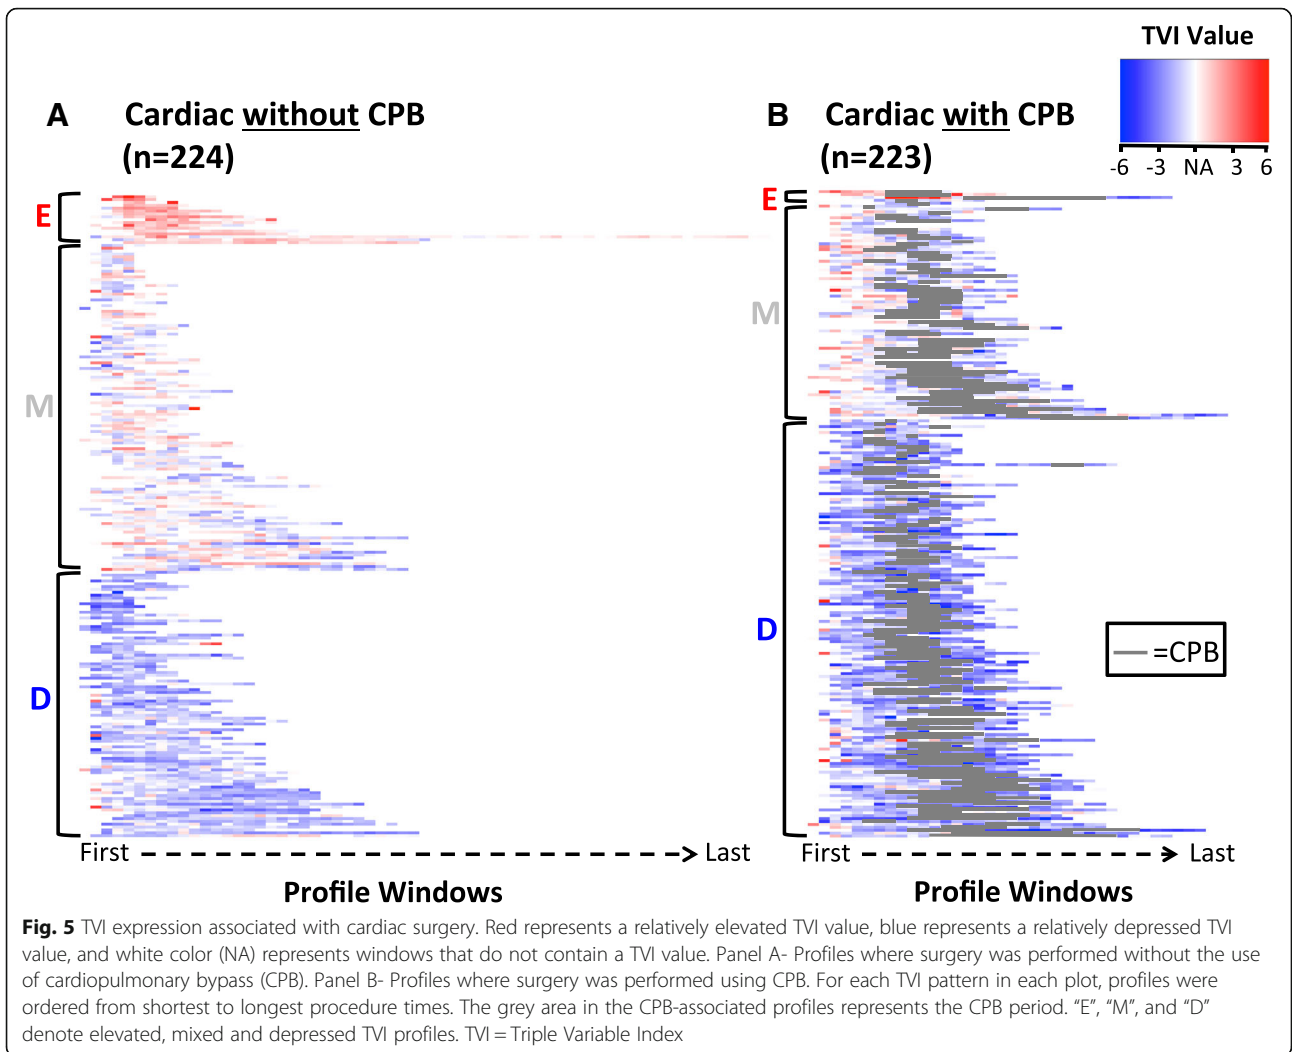 TVI Value
-6 -3 NA 3 6
A Cardiac without CPB
(n=224)
B Cardiac with CPB
(n=223)
E
M
D
E
M
D
=CPB
First Last
Profile Windows
First Last
Profile Windows
Fig. 5 TVI expression associated with cardiac surgery. Red represents a relatively elevated TVI value, blue represents a relatively depressed TVI
value, and white color (NA) represents windows that do not contain a TVI value. Panel A- Profiles where surgery was performed without the use
of cardiopulmonary bypass (CPB). Panel B- Profiles where surgery was performed using CPB. For each TVI pattern in each plot, profiles were
ordered from shortest to longest procedure times. The grey area in the CPB-associated profiles represents the CPB period. “E”, “M”, and “D”
denote elevated, mixed and depressed TVI profiles. TVI = Triple Variable Index